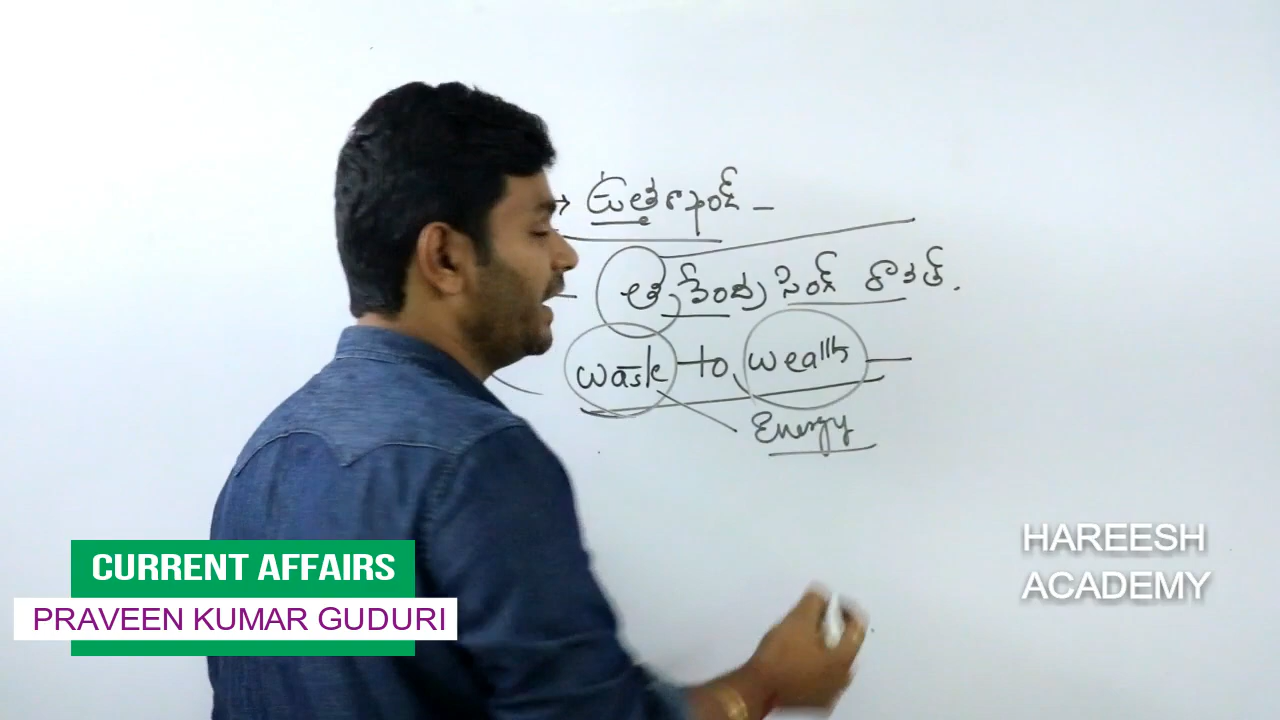 → ఉత్తరాఖండ్ –
త్రివేంద్ర సింగ్ రావత్.
waste to wealth —
Energy
HAREESH
ACADEMY
CURRENT AFFAIRS
PRAVEEN KUMAR GUDURI